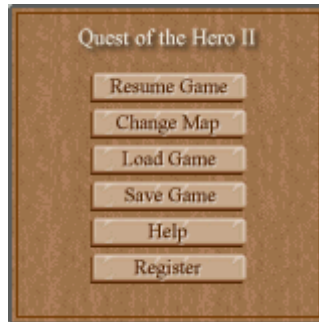 Quest of the Hero II
Resume Game
Change Map
Load Game
Save Game
Help
Register